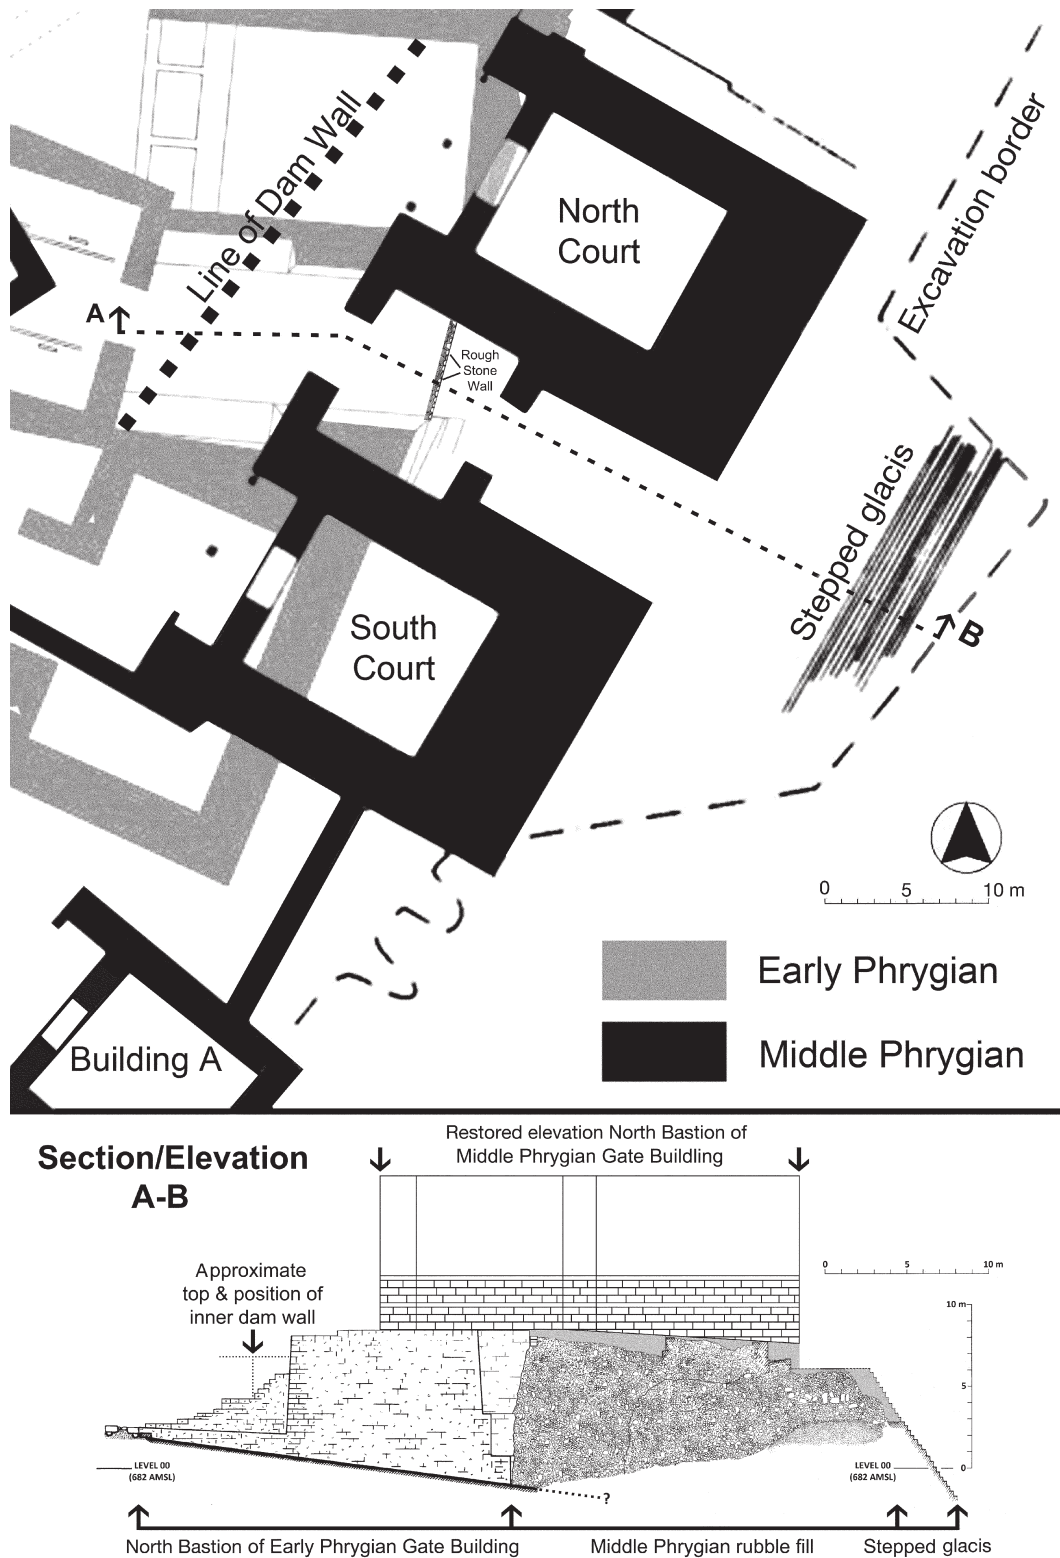 Line of Dam Wall
North
Court
Excavation border
A
Rough
Stone
Wall
Stepped glacis
B
South
Court
0 5 10 m
Early Phrygian
Middle Phrygian
Building A
Section/Elevation
A-B
Restored elevation North Bastion of
Middle Phrygian Gate Buildling
Approximate
top & position of
inner dam wall
0 5 10 m
10 m
5
0
LEVEL 00
(682 AMSL)
LEVEL 00
(682 AMSL)
?
North Bastion of Early Phrygian Gate Building
Middle Phrygian rubble fill
Stepped glacis